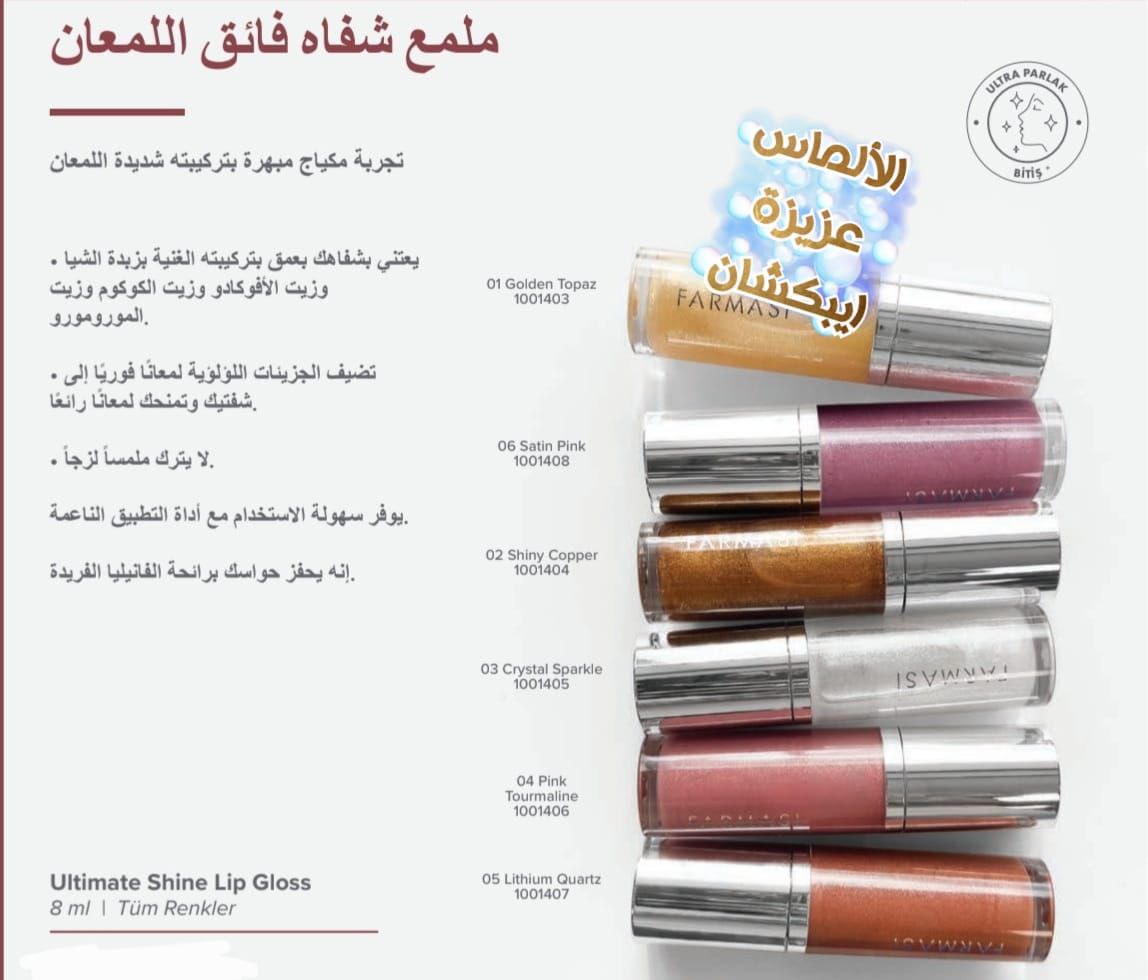 ملمع شفاه فائق اللمعان
ULTRA PARLAK
BİTİŞ
تجربة مكياج مبهرة بتركيبته شديدة اللمعان
يعتني بشفاهك بعمق بتركيبته الغنية بزبدة الشيا •
وزيت الأفوكادو وزيت الكوكوم وزيت
المورومورو.
تضيف الجزيئات اللؤلؤية لمعانًا فوريًا إلى •
شفتيك وتمنحك لمعانًا رائعًا.
لا يترك ملمساً لزجاً. •
يوفر سهولة الاستخدام مع أداة التطبيق الناعمة.
إنه يحفز حواسك برائحة الفانيليا الفريدة.
الألماس
عزيزة
ايبكشان
01 Golden Topaz
1001403
FARMASI
06 Satin Pink
1001408
FARMASI
02 Shiny Copper
1001404
FARMASI
03 Crystal Sparkle
1001405
FARMASI
04 Pink
Tourmaline
1001406
FARMASI
05 Lithium Quartz
1001407
FARMASI
Ultimate Shine Lip Gloss
8 ml | Tüm Renkler